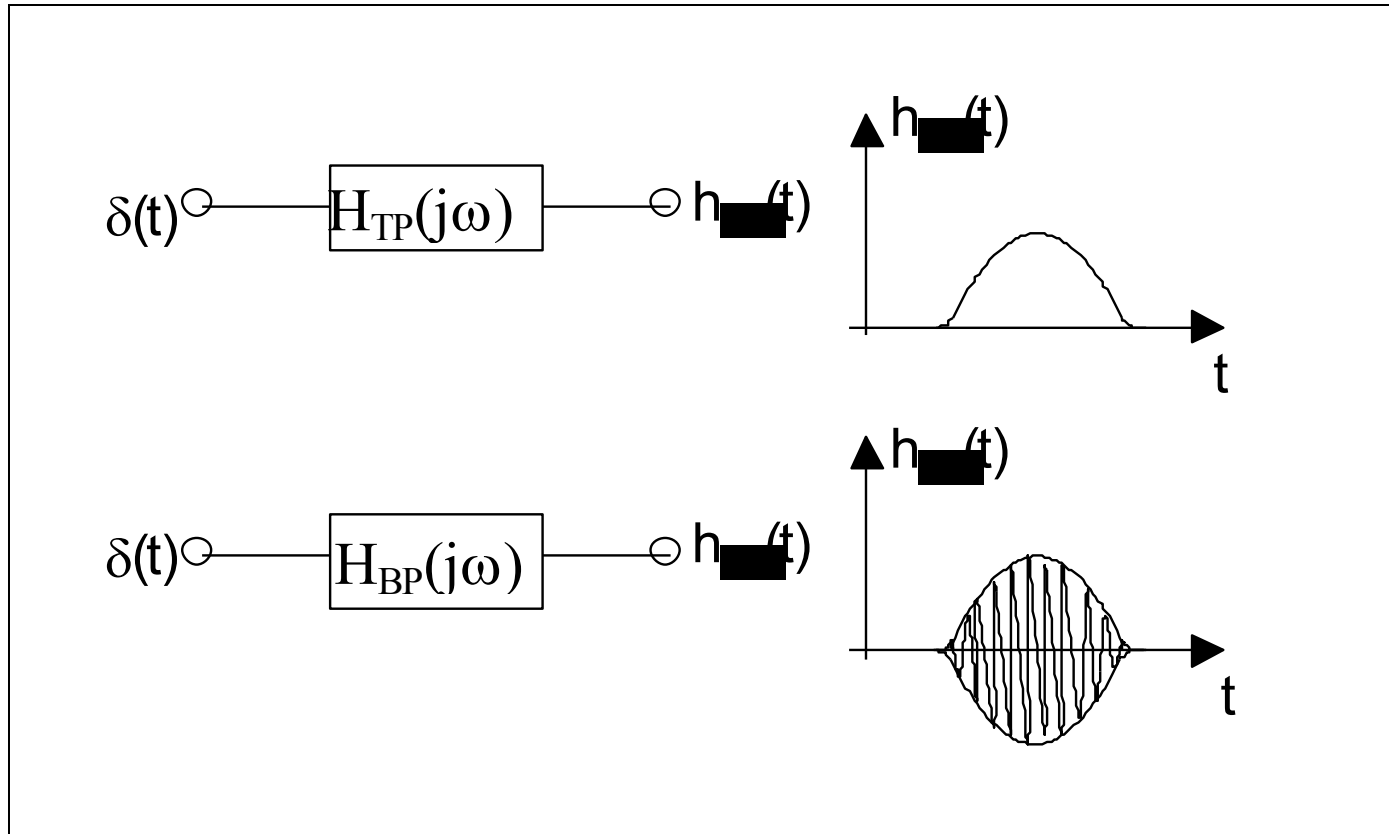 h (t)
δ(t) H_TP(jω) h (t)
t
h (t)
δ(t) H_BP(jω) h (t)
t